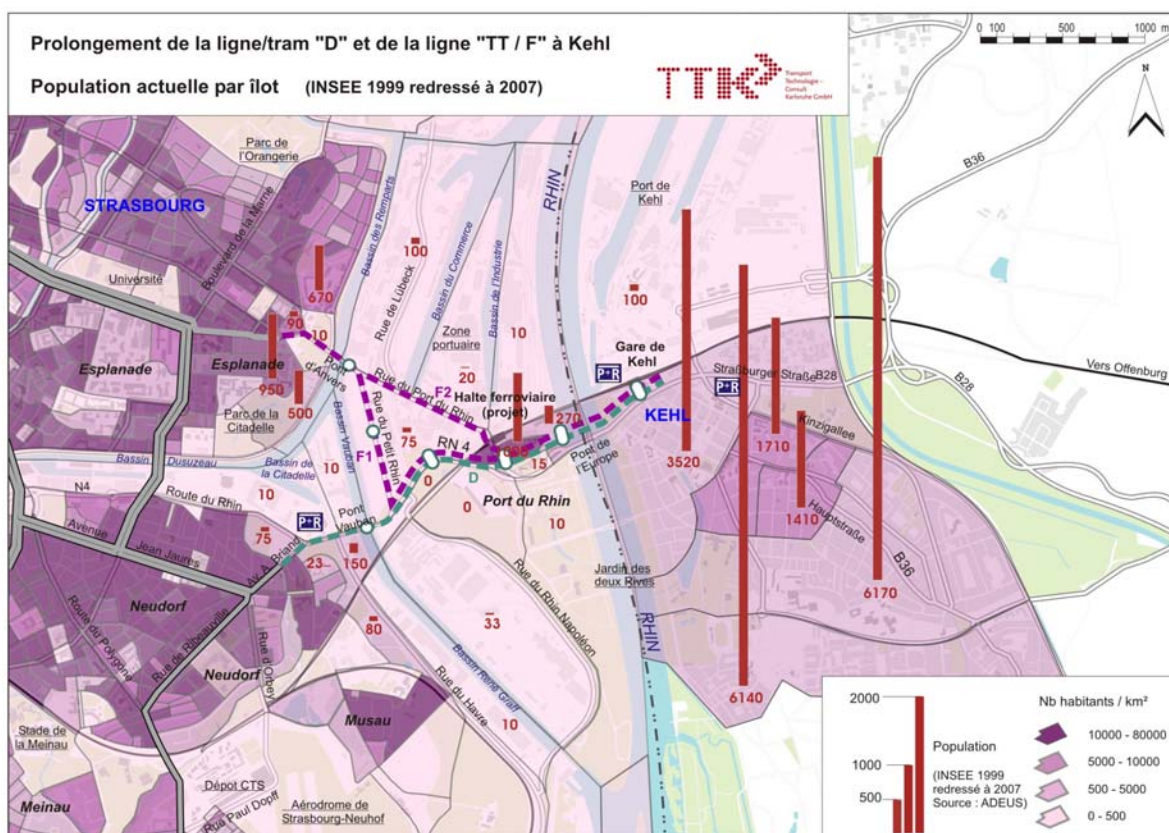 Prolongement de la ligne/tram "D" et de la ligne "TT / F" à Kehl
Population actuelle par îlot (INSEE 1999 redressé à 2007)
TTK
Transport
Technologie -
Consult
Karlsruhe GmbH
0 100 500 1000 m
N
B36
Parc de
l'Orangerie
STRASBOURG
Boulevard de la Marne
Bassin des Remparts
RHIN
Port de
Kehl
Université
670
100
Rue de Lübeck
Bassin du Commerce
Bassin de l'Industrie
100
90
10
Zone
portuaire
10
Gare de
Kehl
Vers Offenburg
Esplanade
Esplanade
Pont
d'Anvers
Rue du Port du Rhin
F2
20
P+R
P+R
Straßburger Straße
B28
B28
950
500
Halte ferroviaire
(projet)
270
KEHL
Kinzigallee
Parc de la
Citadelle
Bassin Vauban
Rue du Petit Rhin
F1
75
RN 4
15
Pont de
l'Europe
3520
1710
Bassin Dusuzeau
Bassin de
la Citadelle
10
0
D
0
Port du Rhin
10
1410
Hauptstraße
N4
Route du Rhin
10
B36
Avenue
Jean Jaurès
75
P+R
Pont
Vauban
Av. A. Briand
23
150
Jardin des
deux Rives
6170
Neudorf
Route du Polygone
Rue de Ribeauvillé
80
33
Rue du Rhin Napoléon
RHIN
Neudorf
Rue d'Orbey
Bassin René Graff
6140
Musau
Rue du Havre
10
Stade de
la Meinau
Dépôt CTS
Meinau
Rua Paul Dopff
Aérodrome de
Strasbourg-Neuhof
2000
1000
500
Population
(INSEE 1999
redressé à 2007
Source : ADEUS)
Nb habitants / km²
10000 - 80000
5000 - 10000
500 - 5000
0 - 500